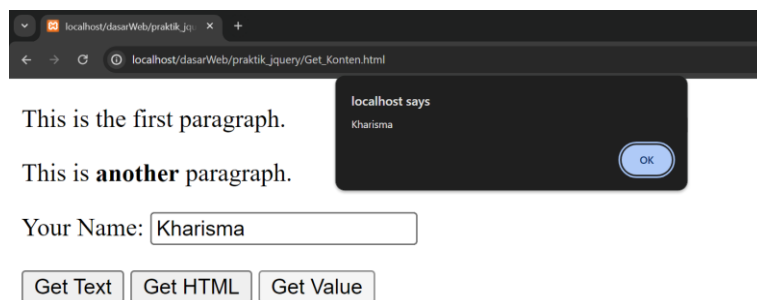 localhost/dasarWeb/praktik_jq
localhost/dasarWeb/praktik_jquery/Get_Konten.html
localhost says
Kharisma
OK
This is the first paragraph.
This is another paragraph.
Your Name: Kharisma
Get Text Get HTML Get Value